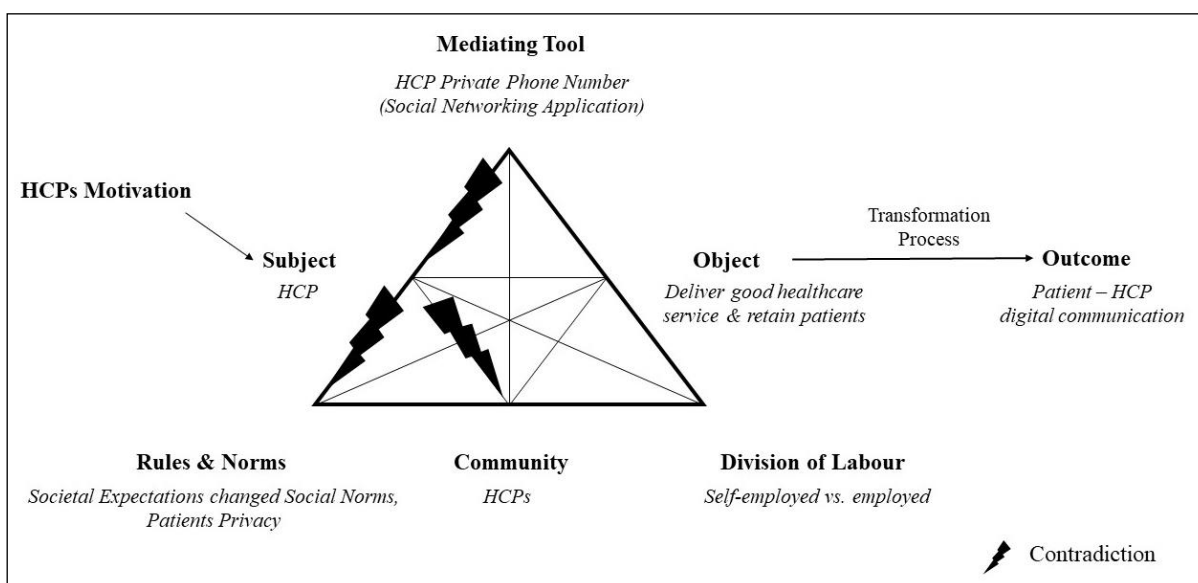 Mediating Tool
HCP Private Phone Number
(Social Networking Application)
HCPs Motivation
Subject
HCP
Object
Deliver good healthcare
service & retain patients
Transformation
Process
Outcome
Patient – HCP
digital communication
Rules & Norms
Societal Expectations changed Social Norms,
Patients Privacy
Community
HCPs
Division of Labour
Self-employed vs. employed
Contradiction